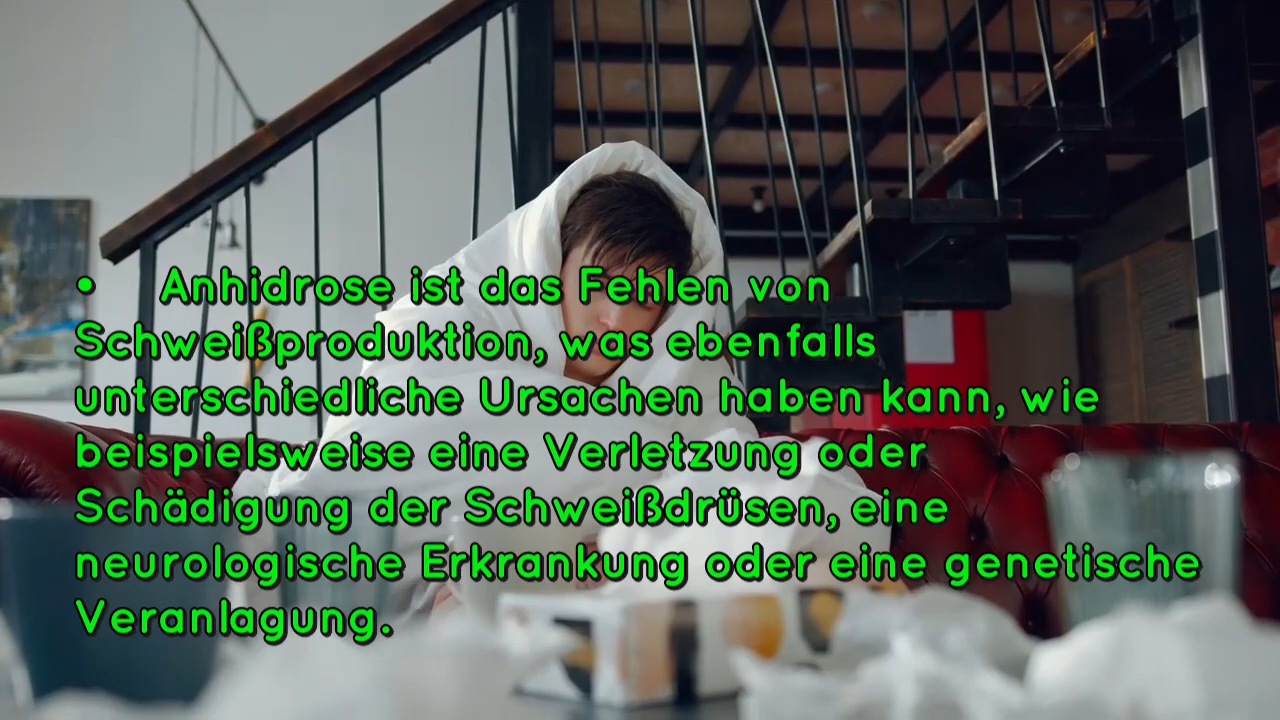 • Anhidrose ist das Fehlen von
Schweißproduktion, was ebenfalls
unterschiedliche Ursachen haben kann, wie
beispielsweise eine Verletzung oder
Schädigung der Schweißdrüsen, eine
neurologische Erkrankung oder eine genetische
Veranlagung.